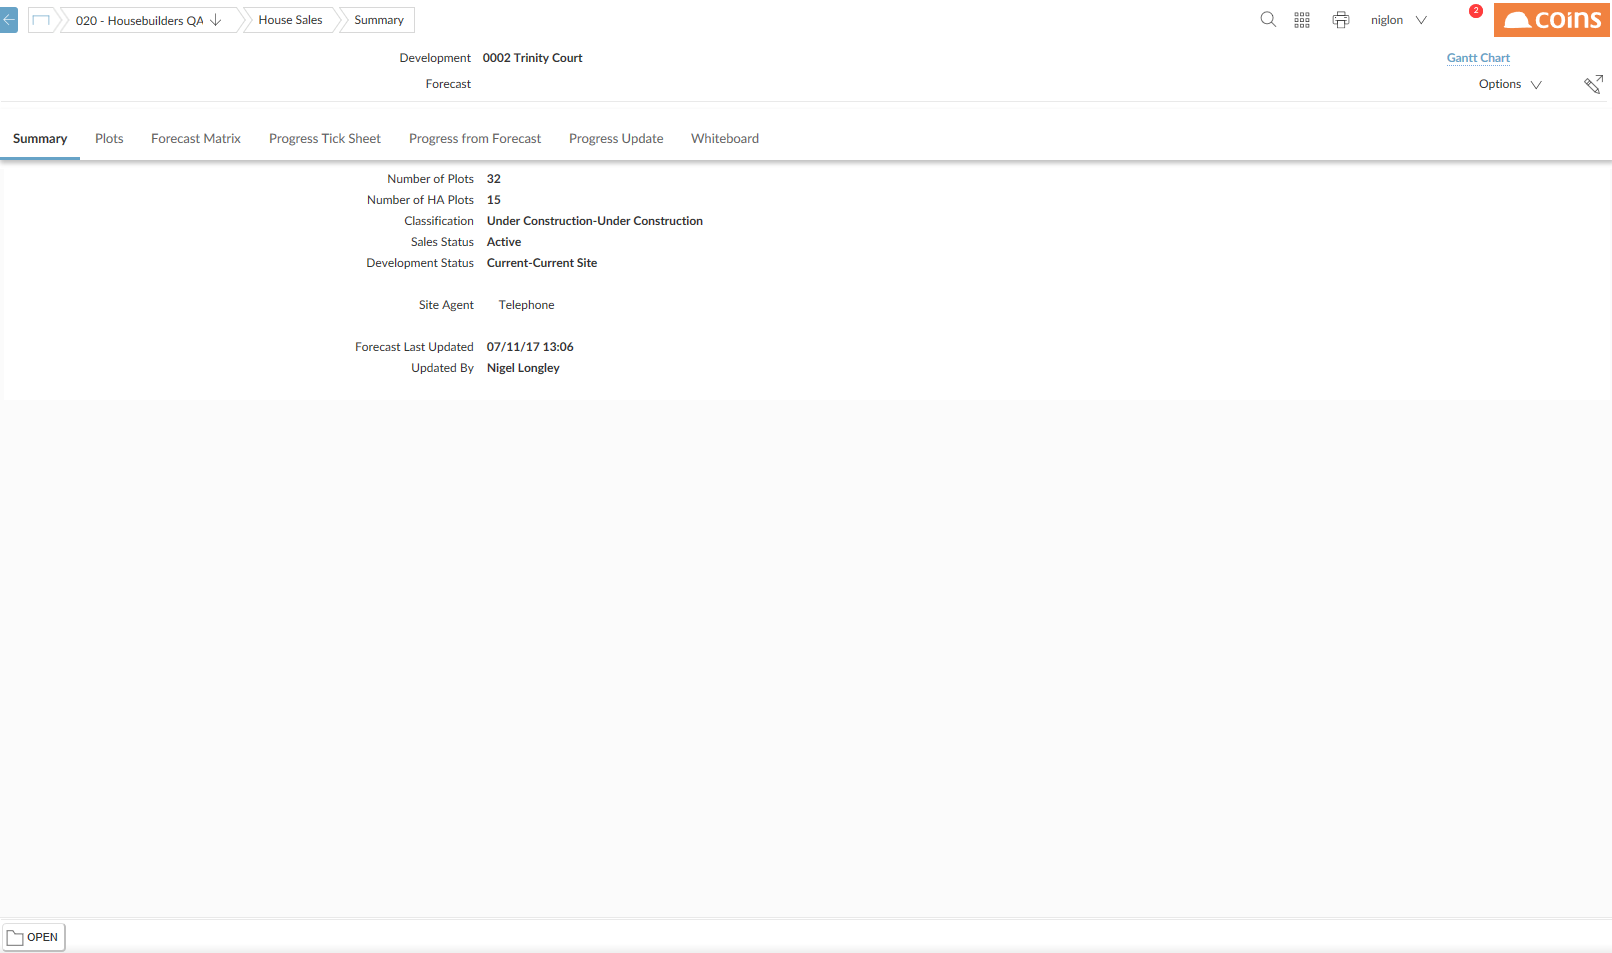 020 - Housebuilders QA House Sales Summary niglon 2 coins
Development 0002 Trinity Court Gantt Chart
Forecast Options
Summary Plots Forecast Matrix Progress Tick Sheet Progress from Forecast Progress Update Whiteboard
Number of Plots 32
Number of HA Plots 15
Classification Under Construction-Under Construction
Sales Status Active
Development Status Current-Current Site
Site Agent Telephone
Forecast Last Updated 07/11/17 13:06
Updated By Nigel Longley
OPEN